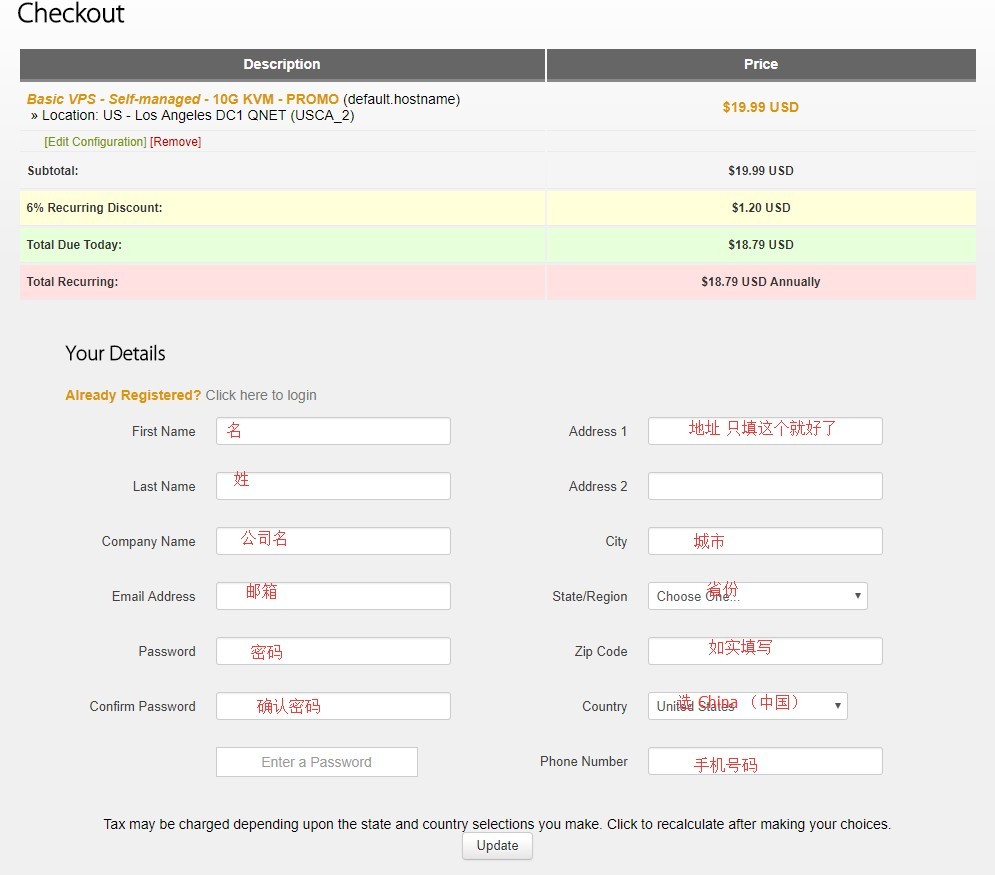 Checkout
Description Price
Basic VPS - Self-managed - 10G KVM - PROMO (default.hostname) $19.99 USD
» Location: US - Los Angeles DC1 QNET (USCA_2)
[Edit Configuration] [Remove]
Subtotal: $19.99 USD
6% Recurring Discount: $1.20 USD
Total Due Today: $18.79 USD
Total Recurring: $18.79 USD Annually
Your Details
Already Registered? Click here to login
First Name 名 Address 1 地址 只填这个就好了
Last Name 姓 Address 2
Company Name 公司名 City 城市
Email Address 邮箱 State/Region Choose One... 省份
Password 密码 Zip Code 如实填写
Confirm Password 确认密码 Country United States 选 China （中国）
Enter a Password Phone Number 手机号码
Tax may be charged depending upon the state and country selections you make. Click to recalculate after making your choices.
Update